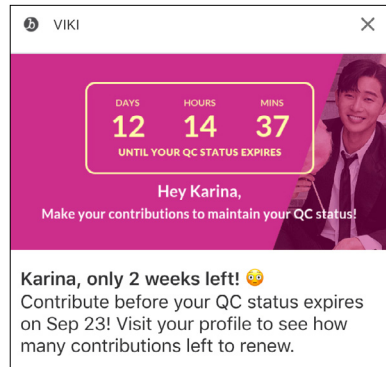 VIKI
DAYS HOURS MINS
12 14 37
UNTIL YOUR QC STATUS EXPIRES
Hey Karina,
Make your contributions to maintain your QC status!
Karina, only 2 weeks left! 😳
Contribute before your QC status expires
on Sep 23! Visit your profile to see how
many contributions left to renew.